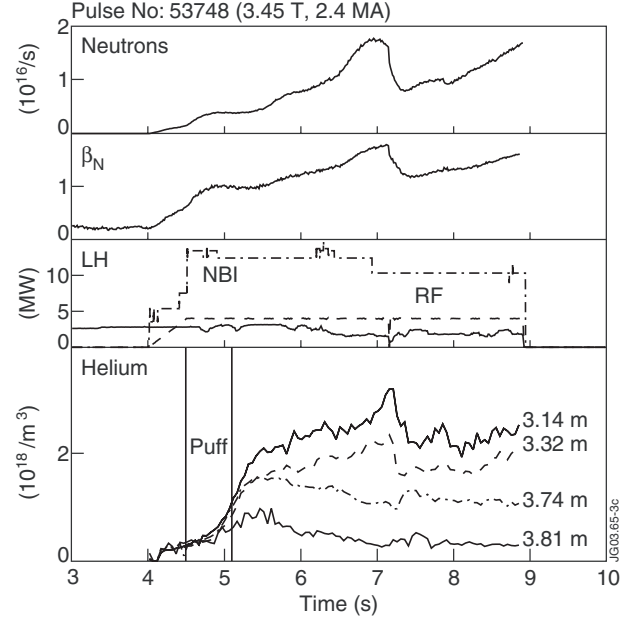 Pulse No: 53748 (3.45 T, 2.4 MA)
Neutrons
(10¹⁶/s)
2
1
0
βN
1
0
LH
NBI
RF
(MW)
10
5
0
Helium
Puff
(10¹⁸/m³)
2
0
3.14 m
3.32 m
3.74 m
3.81 m
3 4 5 6 7 8 9 10
Time (s)
JG03.65-3c